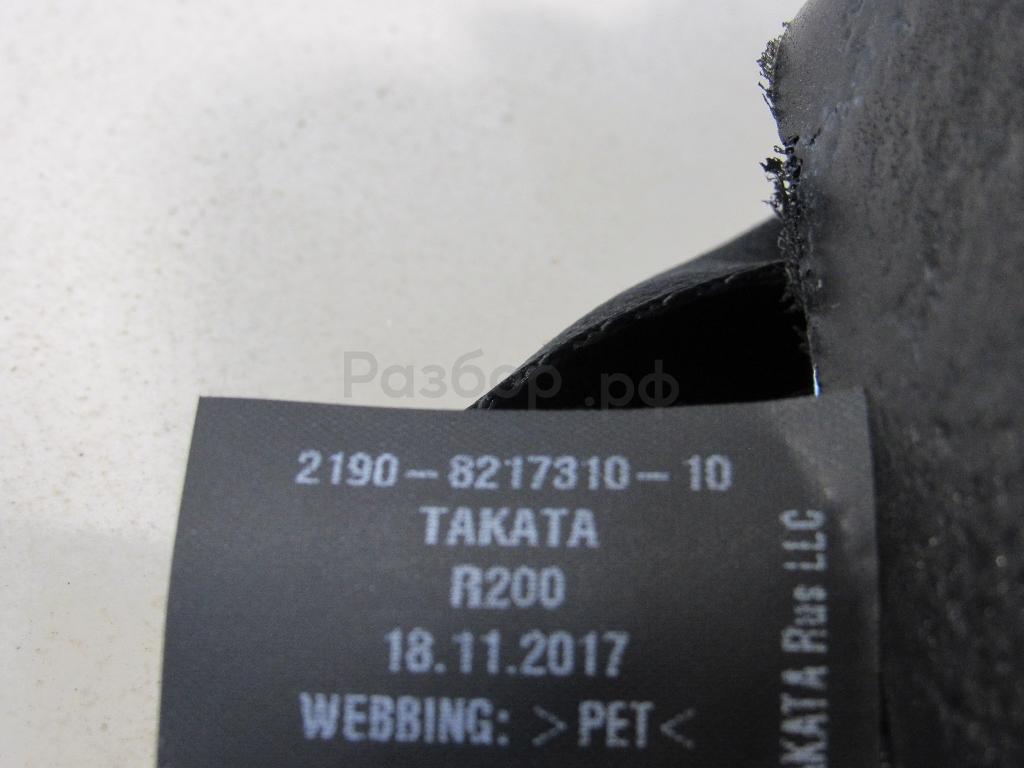 Разбор.рф
2190-8217310-10
TAKATA
R200
18.11.2017
WEBBING: >PET<
TAKATA Rus LLC